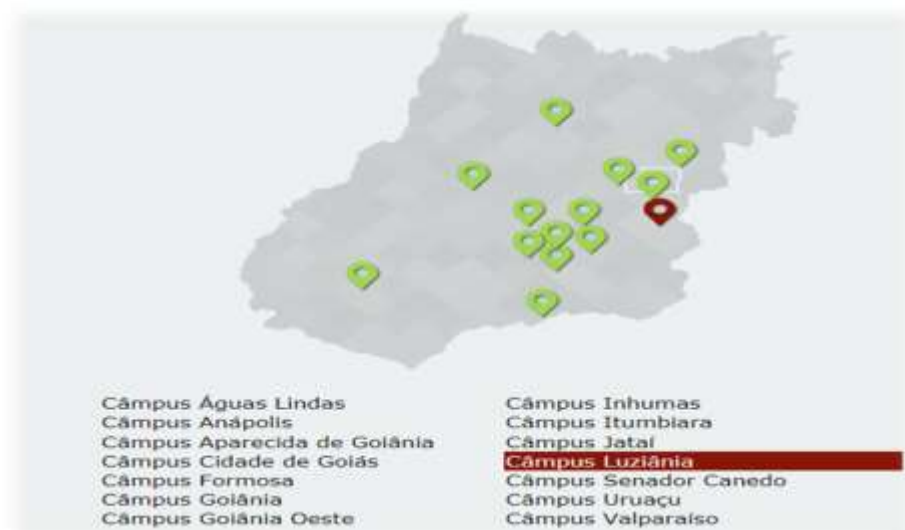 Câmpus Águas Lindas
Câmpus Anápolis
Câmpus Aparecida de Goiânia
Câmpus Cidade de Goiás
Câmpus Formosa
Câmpus Goiânia
Câmpus Goiânia Oeste
Câmpus Inhumas
Câmpus Itumbiara
Câmpus Jataí
Câmpus Luziânia
Câmpus Senador Canedo
Câmpus Uruaçu
Câmpus Valparaíso